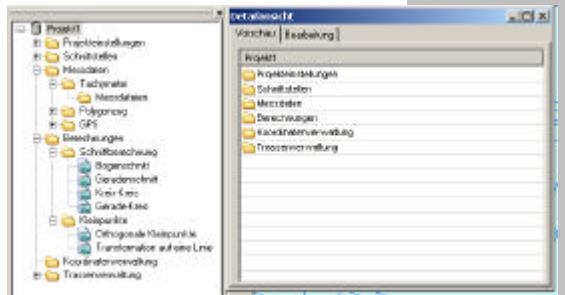 Projekt1
Projekteinstellungen
Schnittstellen
Messdaten
Tachymeter
Messdateien
Polygonzug
GPS
Berechnungen
Schnittberechnung
Bogenschnitt
Geradenschnitt
Kreis-Kreis
Gerade-Kreis
Kleinpunkte
Orthogonale Kleinpunkte
Transformation auf eine Linie
Koordinatenverwaltung
Trassenverwaltung
Detailansicht
Vorschau
Bearbeitung
Projekt1
Projekteinstellungen
Schnittstellen
Messdaten
Berechnungen
Koordinatenverwaltung
Trassenverwaltung